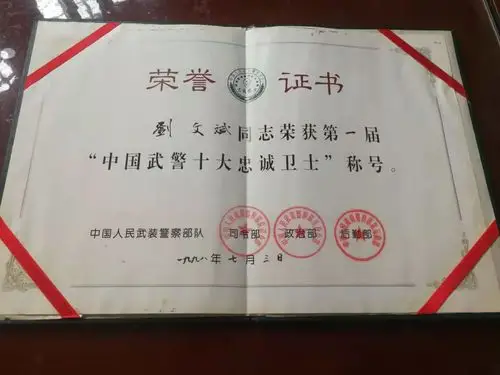 荣誉证书
劉文斌同志荣获第一届
“中国武警十大忠诚卫士”称号。
中国人民武装警察部队 司令部 政治部 后勤部
一九九八年七月三日